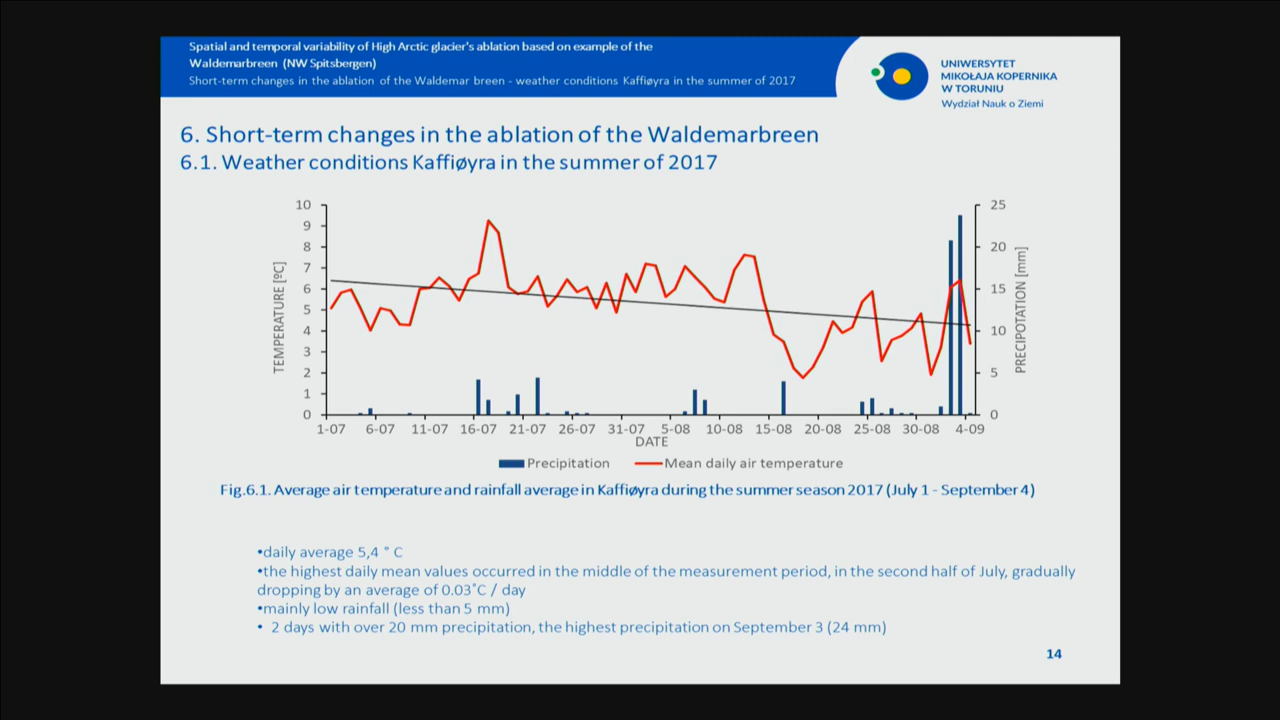 Spatial and temporal variability of High Arctic glacier's ablation based on example of the
Waldemarbreen (NW Spitsbergen)
Short-term changes in the ablation of the Waldemar breen - weather conditions Kaffiøyra in the summer of 2017
UNIWERSYTET
MIKOŁAJA KOPERNIKA
W TORUNIU
Wydział Nauk o Ziemi
6. Short-term changes in the ablation of the Waldemarbreen
6.1. Weather conditions Kaffiøyra in the summer of 2017
10
9
8
7
6
5
4
3
2
1
0
TEMPERATURE [ºC]
25
20
15
10
5
0
PRECIPOTATION [mm]
1-07 6-07 11-07 16-07 21-07 26-07 31-07 5-08 10-08 15-08 20-08 25-08 30-08 4-09
DATE
Precipitation Mean daily air temperature
Fig.6.1. Average air temperature and rainfall average in Kaffiøyra during the summer season 2017 (July 1 - September 4)
•daily average 5,4 ° C
•the highest daily mean values occurred in the middle of the measurement period, in the second half of July, gradually
dropping by an average of 0.03˚C / day
•mainly low rainfall (less than 5 mm)
• 2 days with over 20 mm precipitation, the highest precipitation on September 3 (24 mm)
14